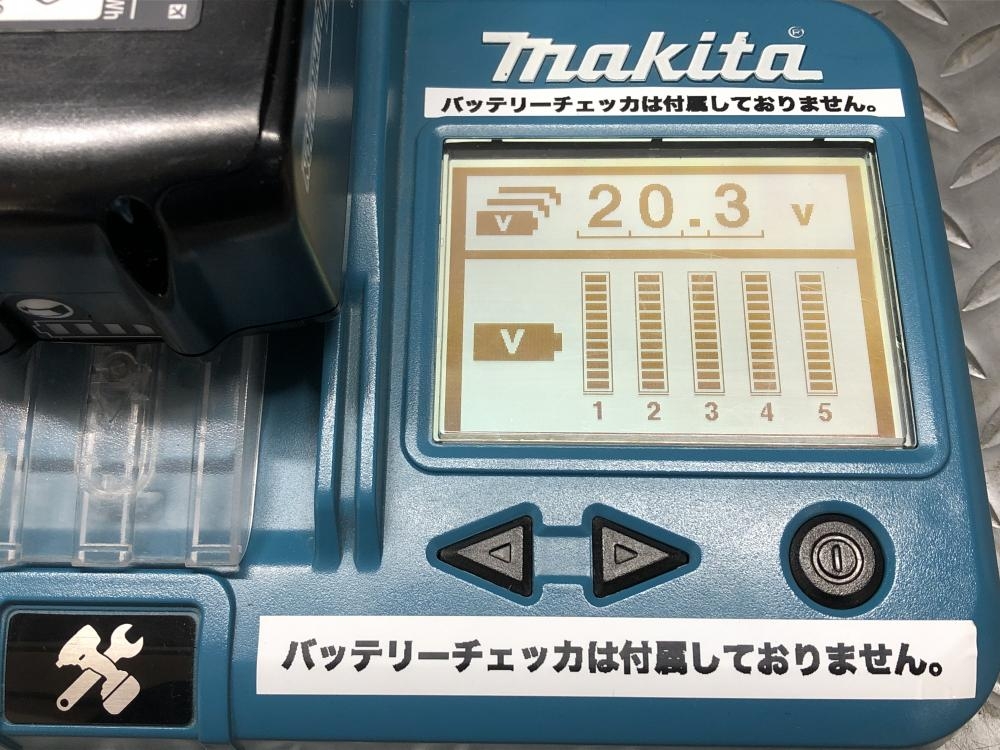 Wh
makita®
バッテリーチェッカは付属しておりません。
V 20.3 V
V
1 2 3 4 5
バッテリーチェッカは付属しておりません。